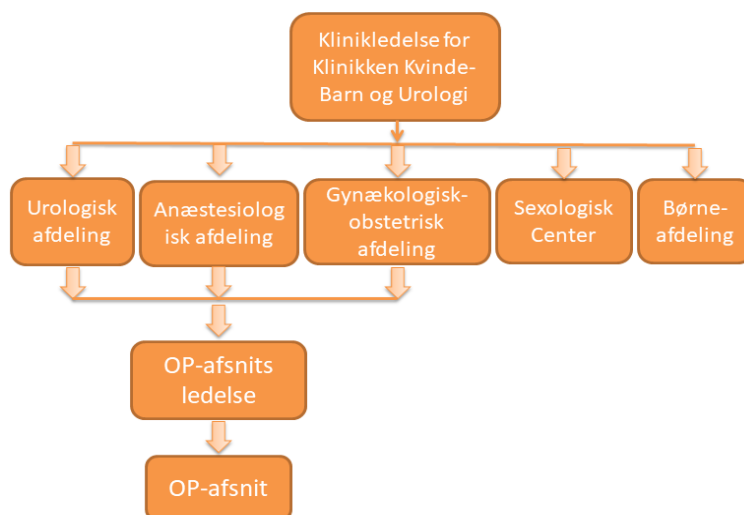 Klinikledelse for
Klinikken Kvinde-
Barn og Urologi
Urologisk
afdeling
Anæstesiolog
isk afdeling
Gynækologisk-
obstetrisk
afdeling
Sexologisk
Center
Børne-
afdeling
OP-afsnits
ledelse
OP-afsnit